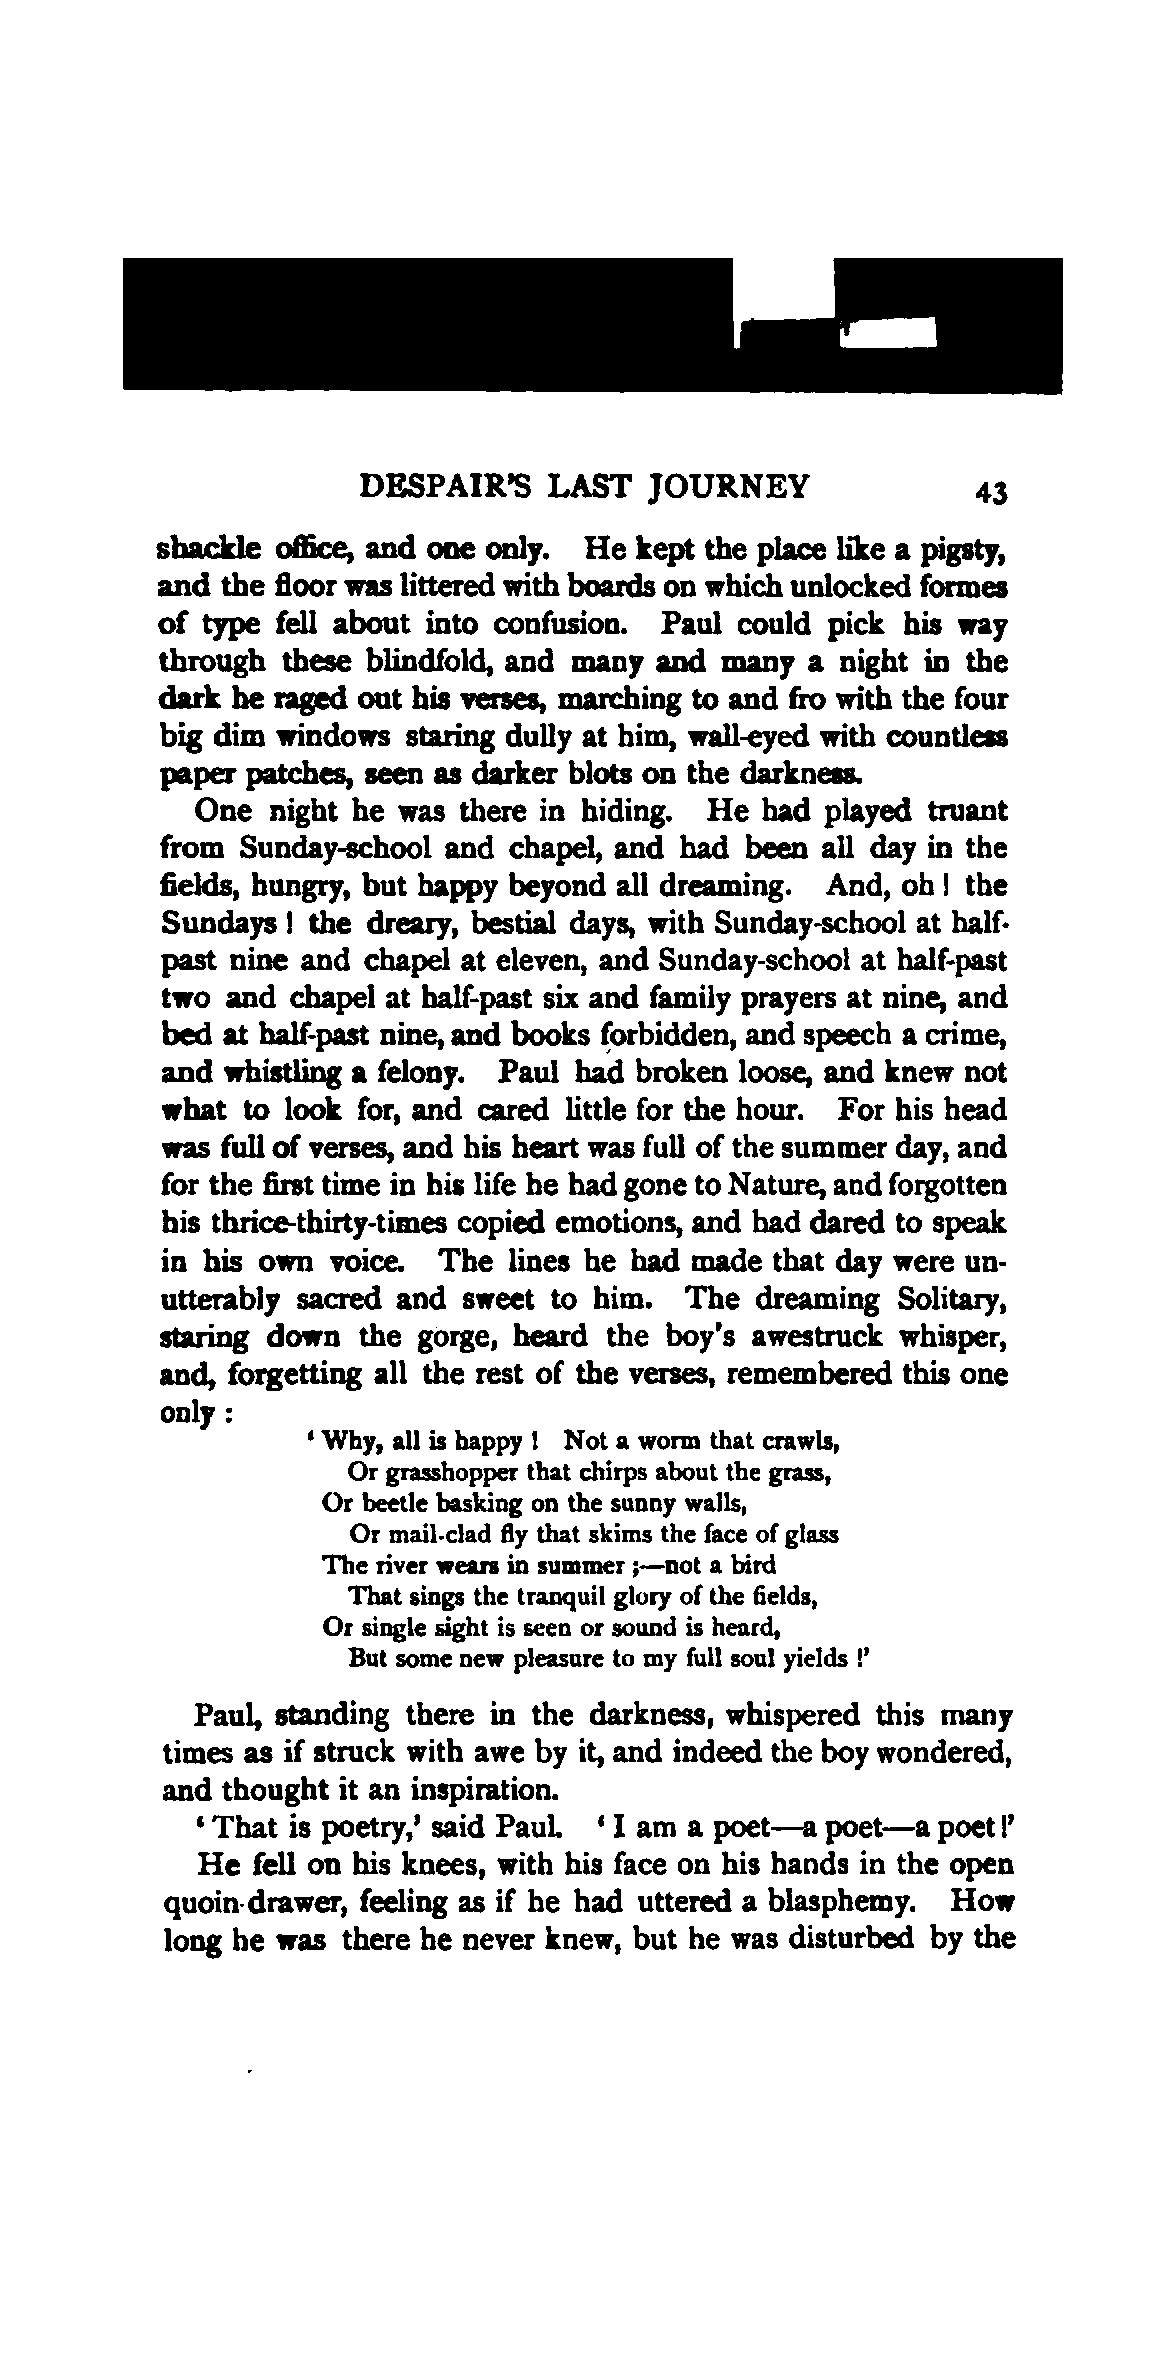 DESPAIR'S LAST JOURNEY 43
shackle office, and one only. He kept the place like a pigsty,
and the floor was littered with boards on which unlocked formes
of type fell about into confusion. Paul could pick his way
through these blindfold, and many and many a night in the
dark he raged out his verses, marching to and fro with the four
big dim windows staring dully at him, wall-eyed with countless
paper patches, seen as darker blots on the darkness.
One night he was there in hiding. He had played truant
from Sunday-school and chapel, and had been all day in the
fields, hungry, but happy beyond all dreaming. And, oh! the
Sundays! the dreary, bestial days, with Sunday-school at half-
past nine and chapel at eleven, and Sunday-school at half-past
two and chapel at half-past six and family prayers at nine, and
bed at half-past nine, and books forbidden, and speech a crime,
and whistling a felony. Paul had broken loose, and knew not
what to look for, and cared little for the hour. For his head
was full of verses, and his heart was full of the summer day, and
for the first time in his life he had gone to Nature, and forgotten
his thrice-thirty-times copied emotions, and had dared to speak
in his own voice. The lines he had made that day were un-
utterably sacred and sweet to him. The dreaming Solitary,
staring down the gorge, heard the boy's awestruck whisper,
and, forgetting all the rest of the verses, remembered this one
only:
'Why, all is happy! Not a worm that crawls,
Or grasshopper that chirps about the grass,
Or beetle basking on the sunny walls,
Or mail-clad fly that skims the face of glass
The river wears in summer;—not a bird
That sings the tranquil glory of the fields,
Or single sight is seen or sound is heard,
But some new pleasure to my full soul yields!'
Paul, standing there in the darkness, whispered this many
times as if struck with awe by it, and indeed the boy wondered,
and thought it an inspiration.
'That is poetry,' said Paul. 'I am a poet—a poet—a poet!'
He fell on his knees, with his face on his hands in the open
quoin-drawer, feeling as if he had uttered a blasphemy. How
long he was there he never knew, but he was disturbed by the